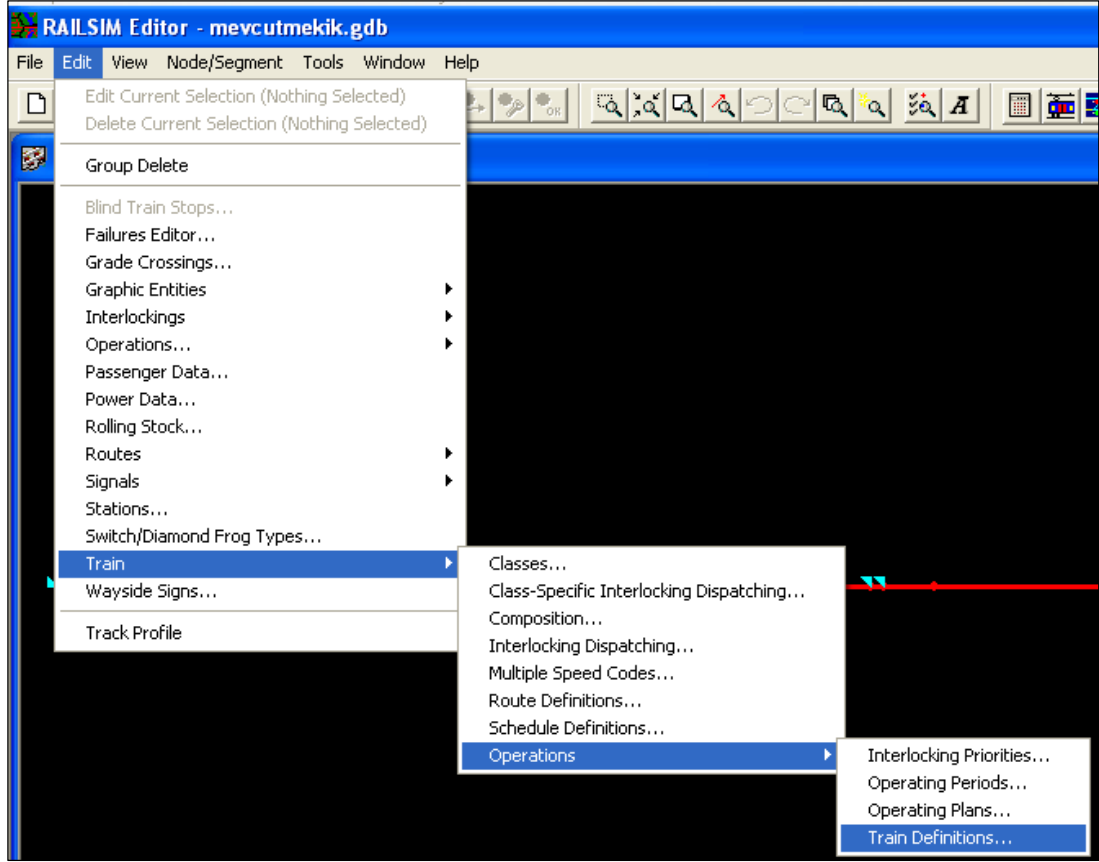 RAILSIM Editor - mevcutmekik.gdb
File Edit View Node/Segment Tools Window Help
OK
A
Edit Current Selection (Nothing Selected)
Delete Current Selection (Nothing Selected)
Group Delete
Blind Train Stops...
Failures Editor...
Grade Crossings...
Graphic Entities
Interlockings
Operations...
Passenger Data...
Power Data...
Rolling Stock...
Routes
Signals
Stations...
Switch/Diamond Frog Types...
Train
Wayside Signs...
Track Profile
Classes...
Class-Specific Interlocking Dispatching...
Composition...
Interlocking Dispatching...
Multiple Speed Codes...
Route Definitions...
Schedule Definitions...
Operations
Interlocking Priorities...
Operating Periods...
Operating Plans...
Train Definitions...